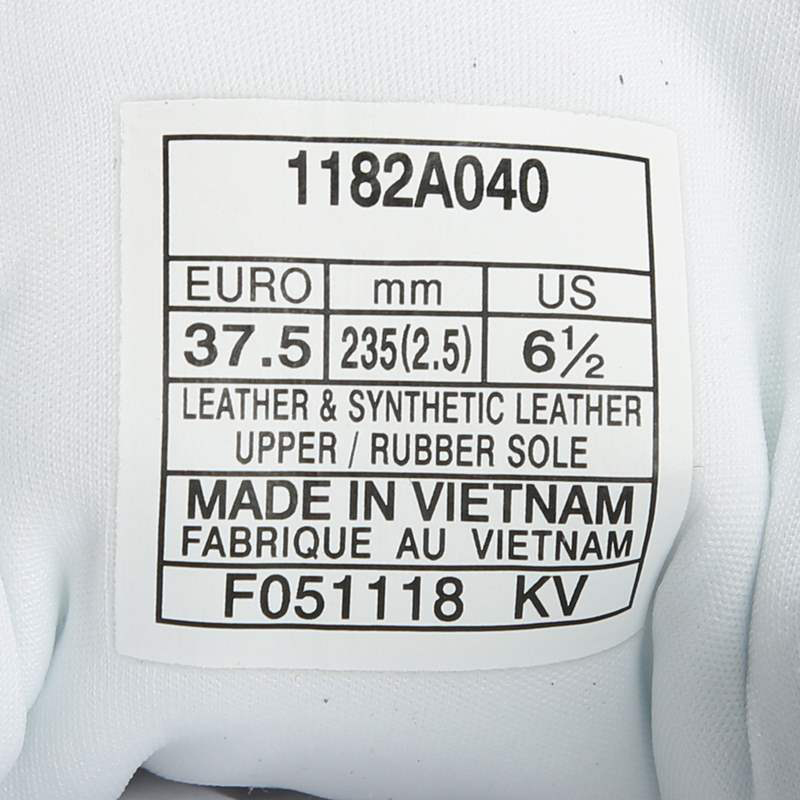 1182A040
EURO mm US
37.5 235(2.5) 6½
LEATHER & SYNTHETIC LEATHER
UPPER / RUBBER SOLE
MADE IN VIETNAM
FABRIQUE AU VIETNAM
F051118 KV